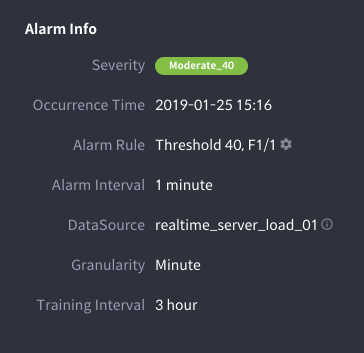 Alarm Info
Severity Moderate_40
Occurrence Time 2019-01-25 15:16
Alarm Rule Threshold 40, F1/1
Alarm Interval 1 minute
DataSource realtime_server_load_01
Granularity Minute
Training Interval 3 hour